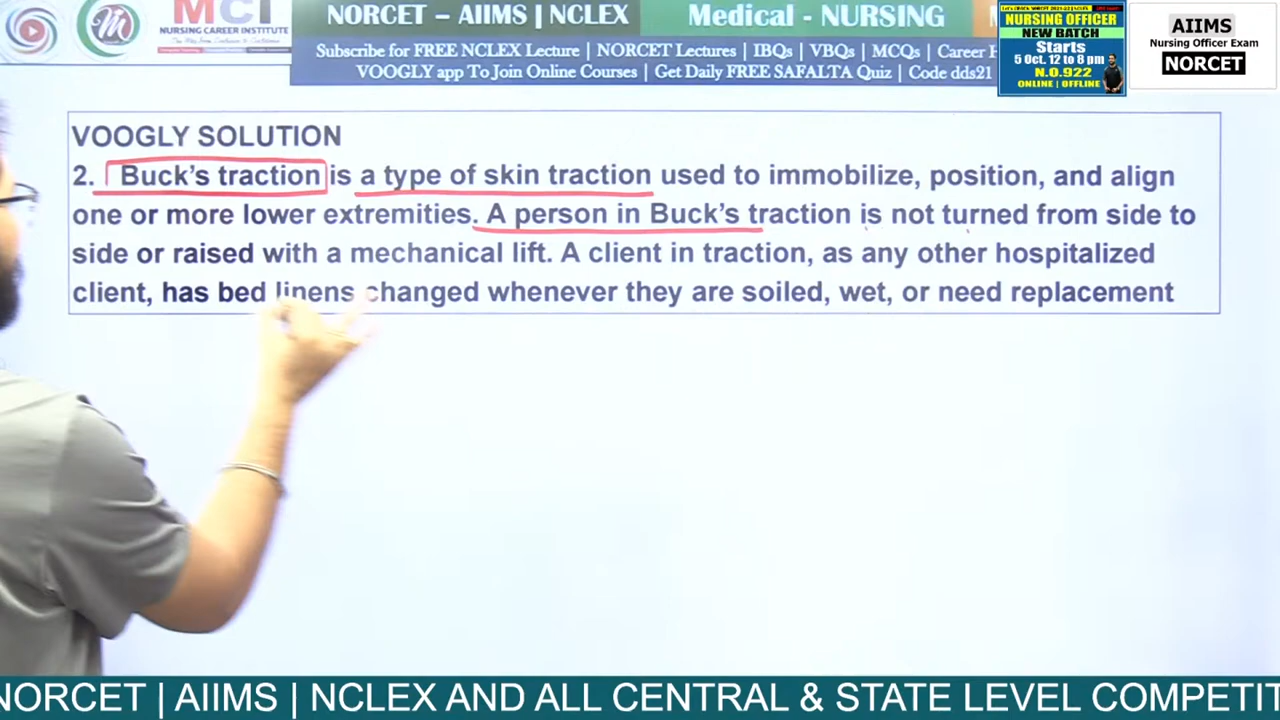 MCI
NURSING CAREER INSTITUTE
NORCET – AIIMS | NCLEX
Medical - NURSING
Subscribe for FREE NCLEX Lecture | NORCET Lectures | IBQs | VBQs | MCQs | Career
VOOGLY app To Join Online Courses | Get Daily FREE SAFALTA Quiz | Code dds21
NURSING OFFICER
NEW BATCH
Starts
5 Oct. 12 to 8 pm
N.O.922
ONLINE | OFFLINE
AIIMS
Nursing Officer Exam
NORCET
VOOGLY SOLUTION
2. Buck's traction is a type of skin traction used to immobilize, position, and align
one or more lower extremities. A person in Buck's traction is not turned from side to
side or raised with a mechanical lift. A client in traction, as any other hospitalized
client, has bed linens changed whenever they are soiled, wet, or need replacement
NORCET | AIIMS | NCLEX AND ALL CENTRAL & STATE LEVEL COMPETIT